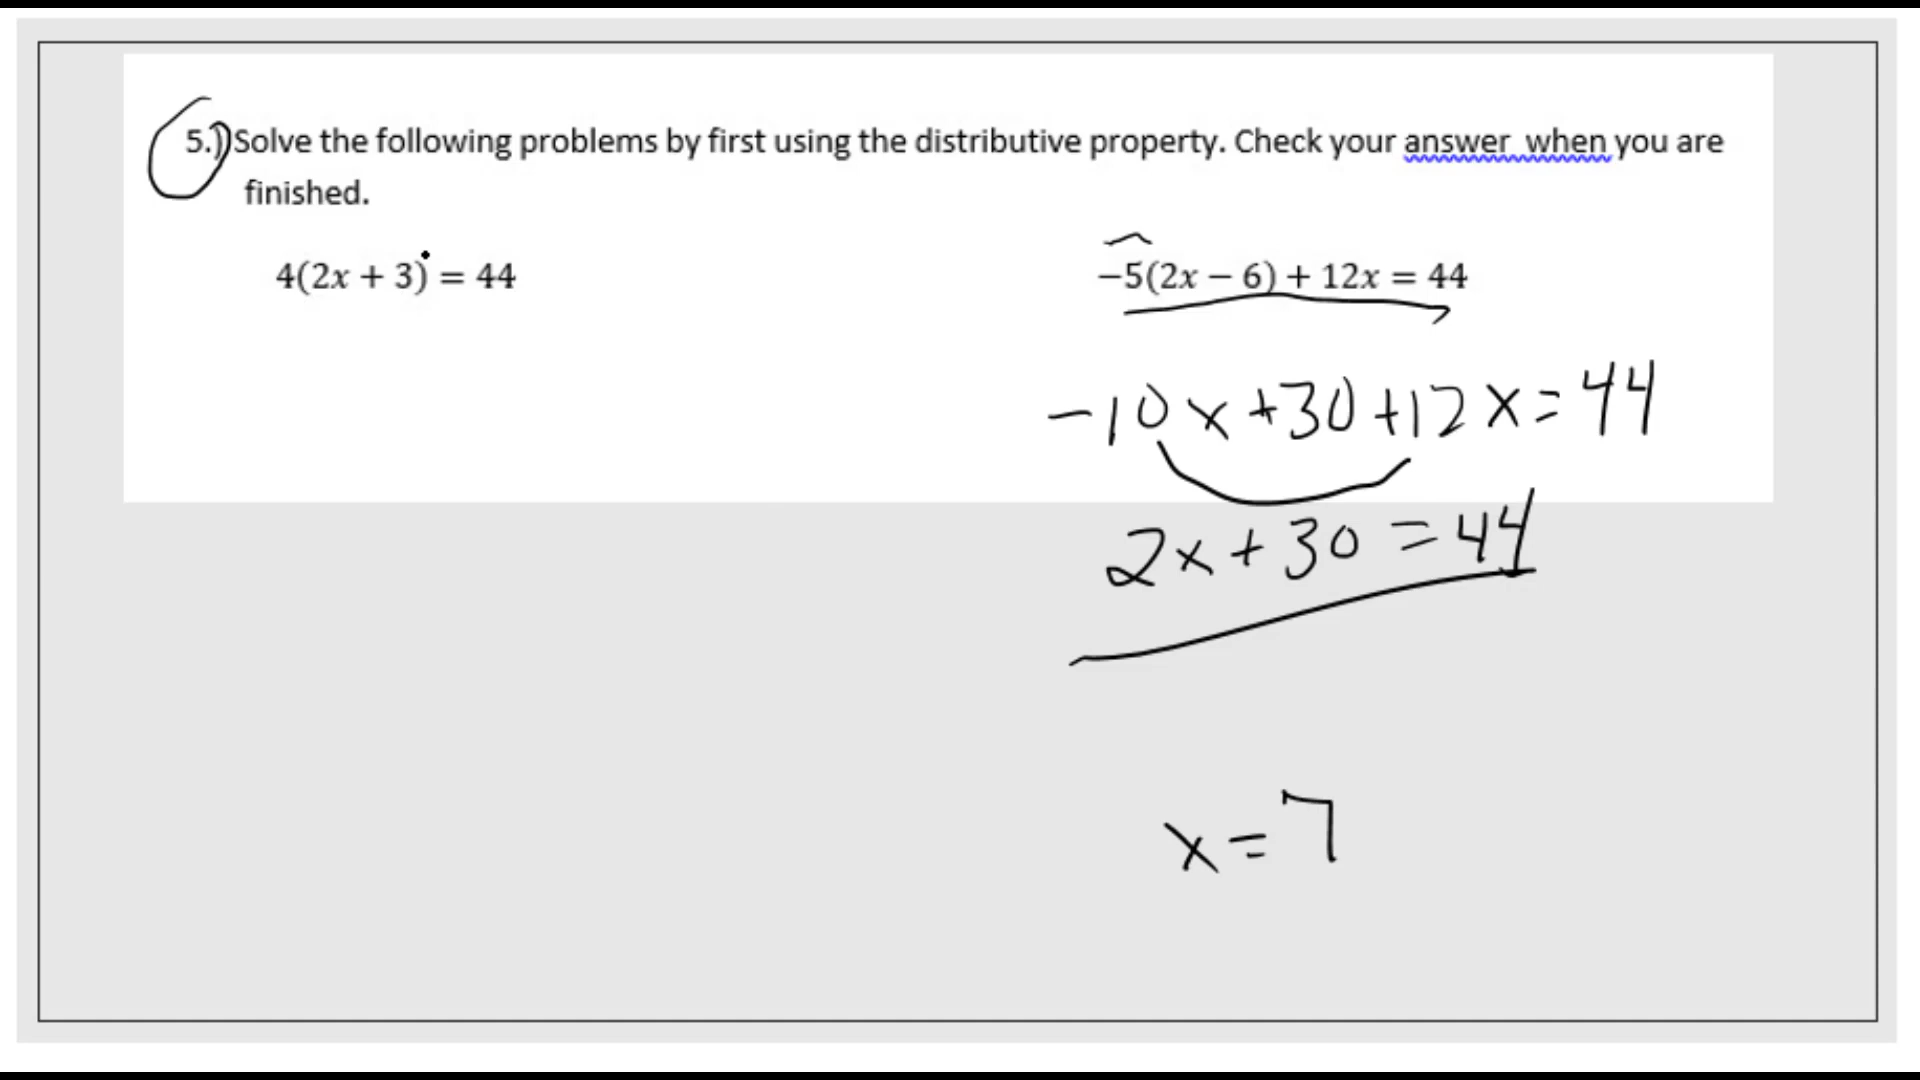 5.) Solve the following problems by first using the distributive property. Check your answer when you are
finished.
4(2x + 3) = 44
−5(2x − 6) + 12x = 44
-10x+30+12x=44
2x+30=44
x=7